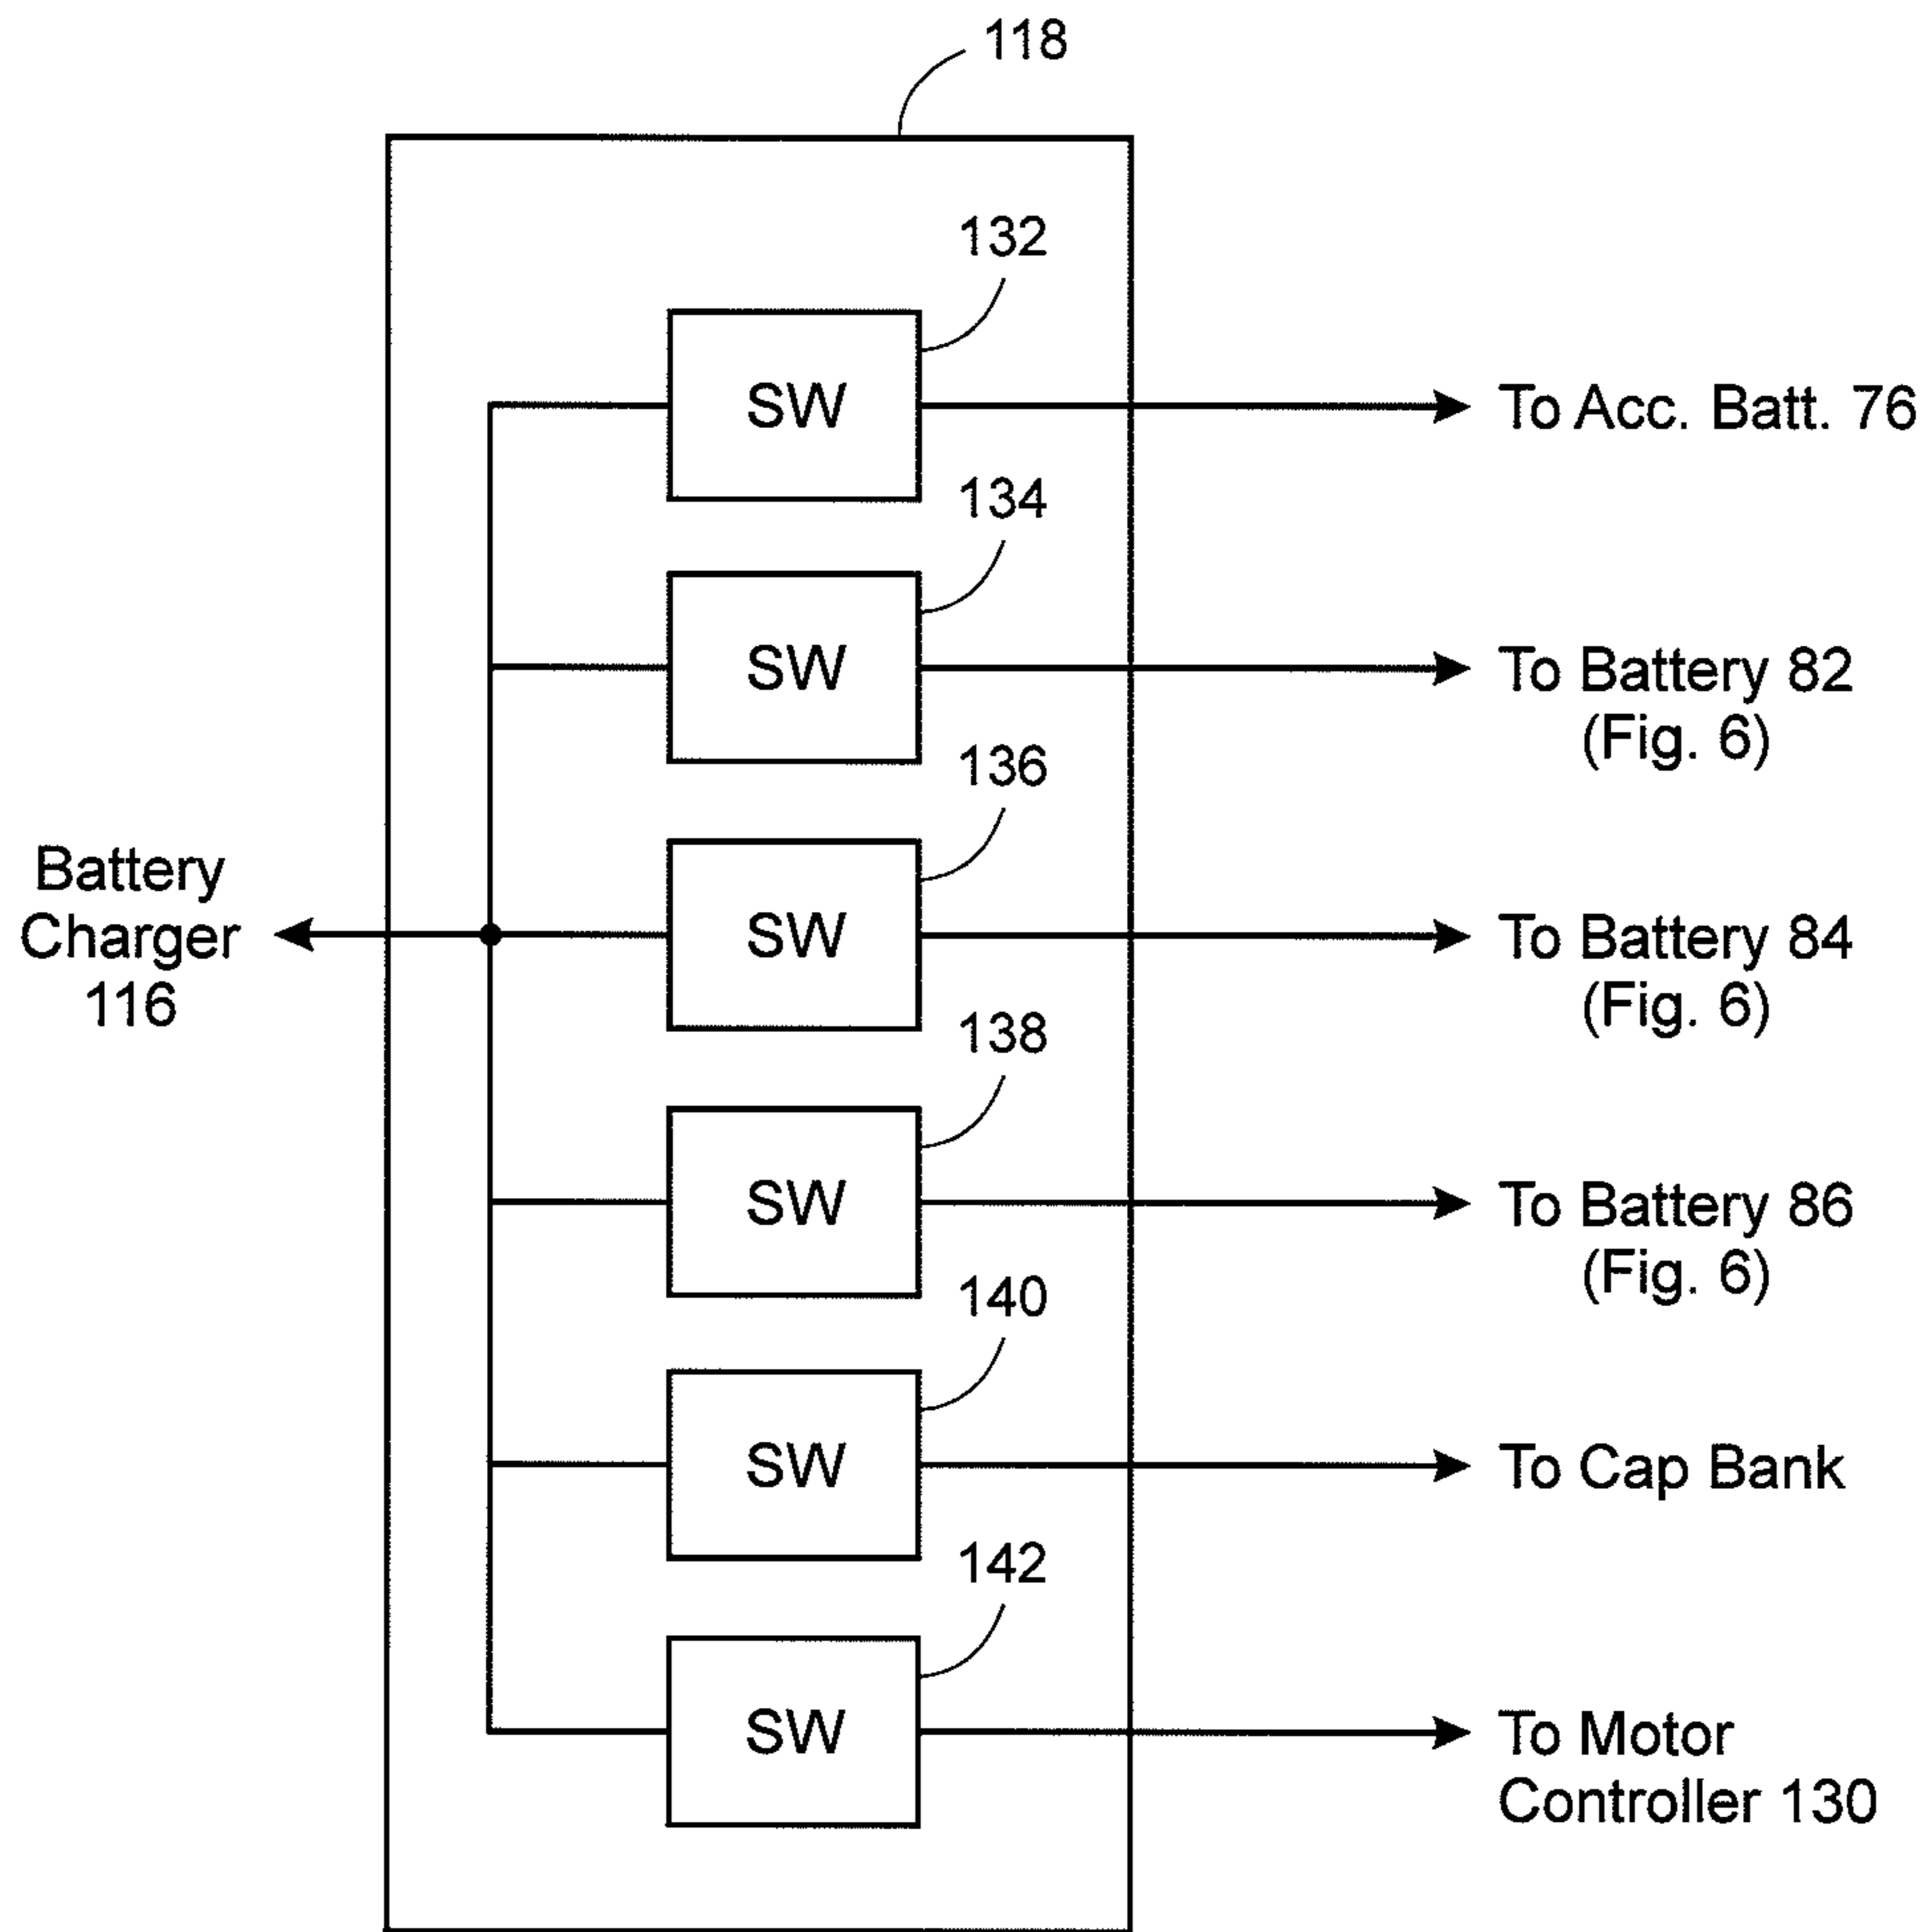 118
132
SW
To Acc. Batt. 76
134
SW
To Battery 82
(Fig. 6)
136
Battery
Charger
116
SW
To Battery 84
(Fig. 6)
138
SW
To Battery 86
(Fig. 6)
140
SW
To Cap Bank
142
SW
To Motor
Controller 130